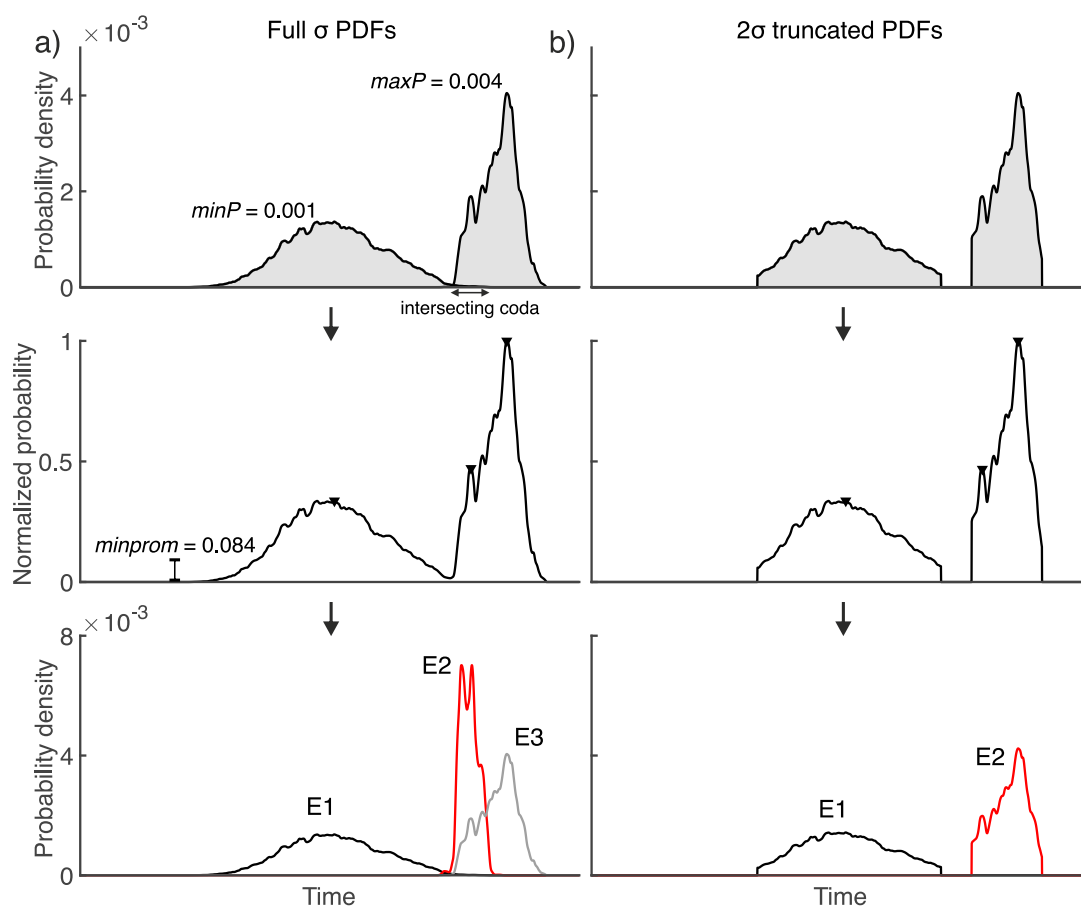 a)
Full σ PDFs
× 10-3
Probability density
4
2
0
maxP = 0.004
minP = 0.001
intersecting coda
b)
2σ truncated PDFs
Normalized probability
1
0.5
0
minprom = 0.084
× 10-3
Probability density
8
4
0
E1
E2
E3
Time
E1
E2
Time